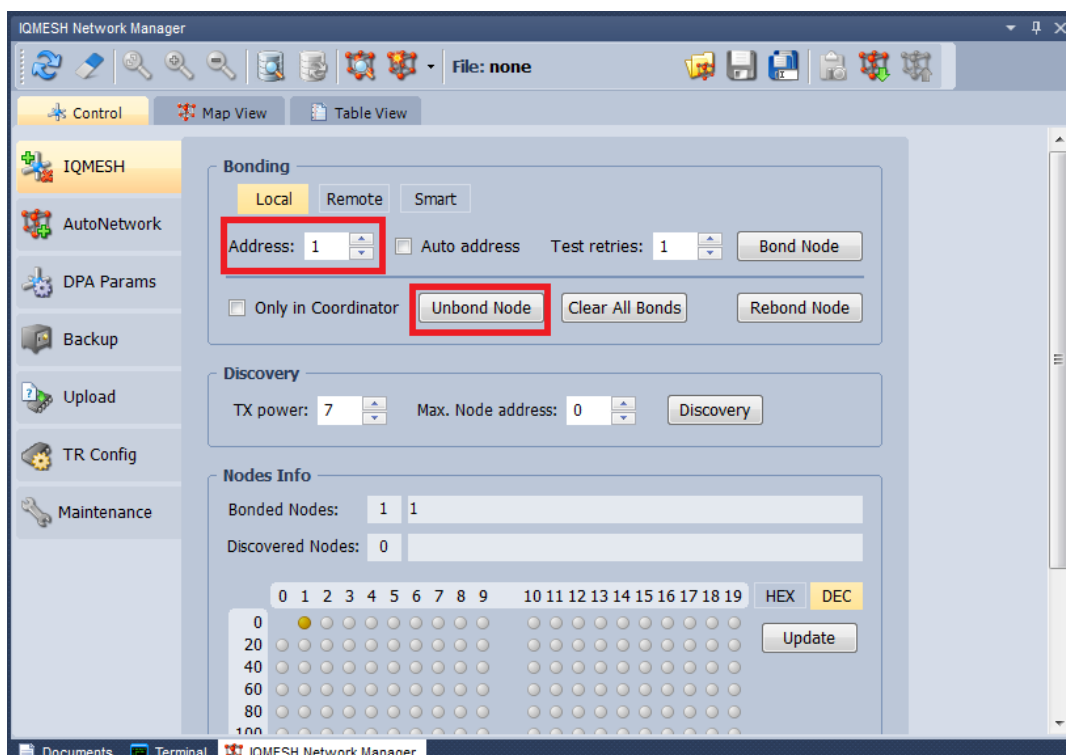 IQMESH Network Manager
File: none
Control Map View Table View
IQMESH
AutoNetwork
DPA Params
Backup
Upload
TR Config
Maintenance
Bonding
Local Remote Smart
Address: 1 Auto address Test retries: 1 Bond Node
Only in Coordinator Unbond Node Clear All Bonds Rebond Node
Discovery
TX power: 7 Max. Node address: 0 Discovery
Nodes Info
Bonded Nodes: 1 1
Discovered Nodes: 0
0 1 2 3 4 5 6 7 8 9 10 11 12 13 14 15 16 17 18 19 HEX DEC
0
Update
20
40
60
80
100
Documents Terminal IQMESH Network Manager